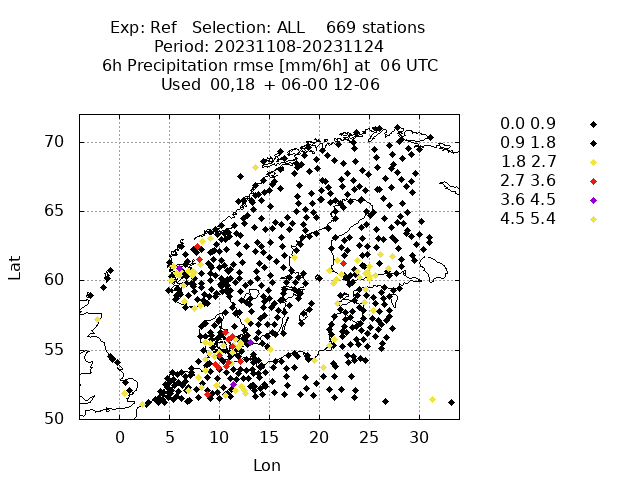 Exp: Ref Selection: ALL 669 stations
Period: 20231108-20231124
6h Precipitation rmse [mm/6h] at 06 UTC
Used 00,18 + 06-00 12-06
0.0 0.9
0.9 1.8
1.8 2.7
2.7 3.6
3.6 4.5
4.5 5.4
70
65
60
55
50
Lat
0 5 10 15 20 25 30
Lon